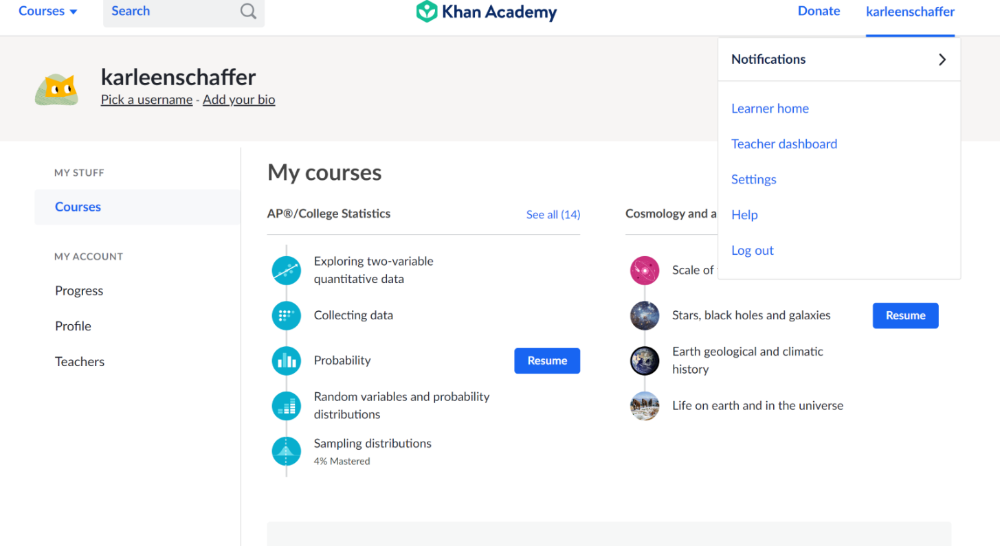 Courses
Search
Khan Academy
Donate
karleenschaffer
Notifications
Learner home
Teacher dashboard
Settings
Help
Log out
karleenschaffer
Pick a username - Add your bio
MY STUFF
Courses
MY ACCOUNT
Progress
Profile
Teachers
My courses
AP®/College Statistics
See all (14)
Exploring two-variable
quantitative data
Collecting data
Probability
Resume
Random variables and probability
distributions
Sampling distributions
4% Mastered
Cosmology and a
Scale of
Stars, black holes and galaxies
Resume
Earth geological and climatic
history
Life on earth and in the universe